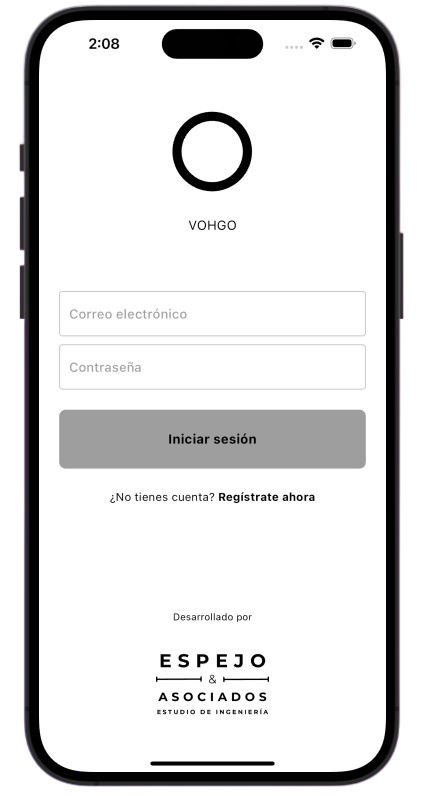 2:08
VOHGO
Correo electrónico
Contraseña
Iniciar sesión
¿No tienes cuenta? Regístrate ahora
Desarrollado por
ESPEJO
&
ASOCIADOS
ESTUDIO DE INGENIERÍA